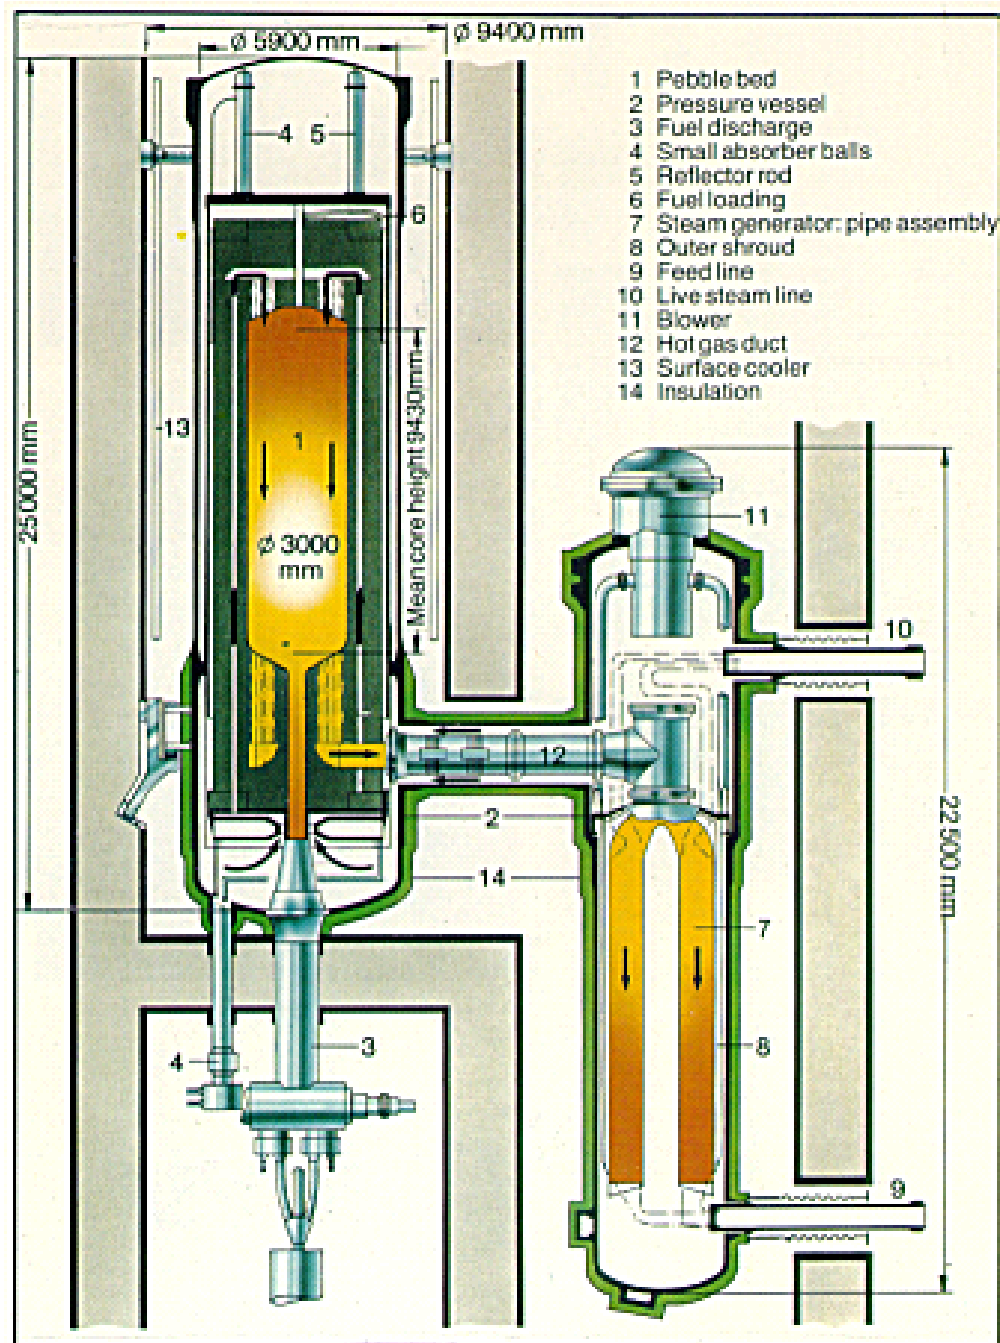 ø 5900 mm
ø 9400 mm
1 Pebble bed
2 Pressure vessel
3 Fuel discharge
4 Small absorber balls
5 Reflector rod
6 Fuel loading
7 Steam generator: pipe assembly
8 Outer shroud
9 Feed line
10 Live steam line
11 Blower
12 Hot gas duct
13 Surface cooler
14 Insulation
4 5
6
25000 mm
13
1
Mean core height 9430mm
ø 3000
mm
11
10
12
2
22500 mm
14
7
3
8
4
9